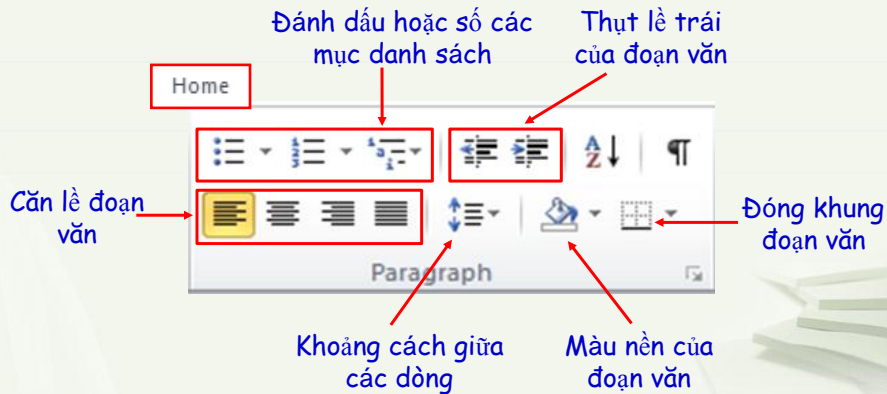 Đánh dấu hoặc số các
mục danh sách
Thụt lề trái
của đoạn văn
Home
Căn lề đoạn
văn
Đóng khung
đoạn văn
Paragraph
Khoảng cách giữa
các dòng
Màu nền của
đoạn văn